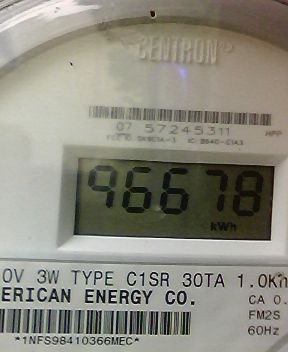 CENTRON
07 57245311
HPP
96678
kWh
0V 3W TYPE C1SR 30TA 1.0Kh
ERICAN ENERGY CO.
CA 0.
FM2S
60Hz
*1NFS98410366MEC*